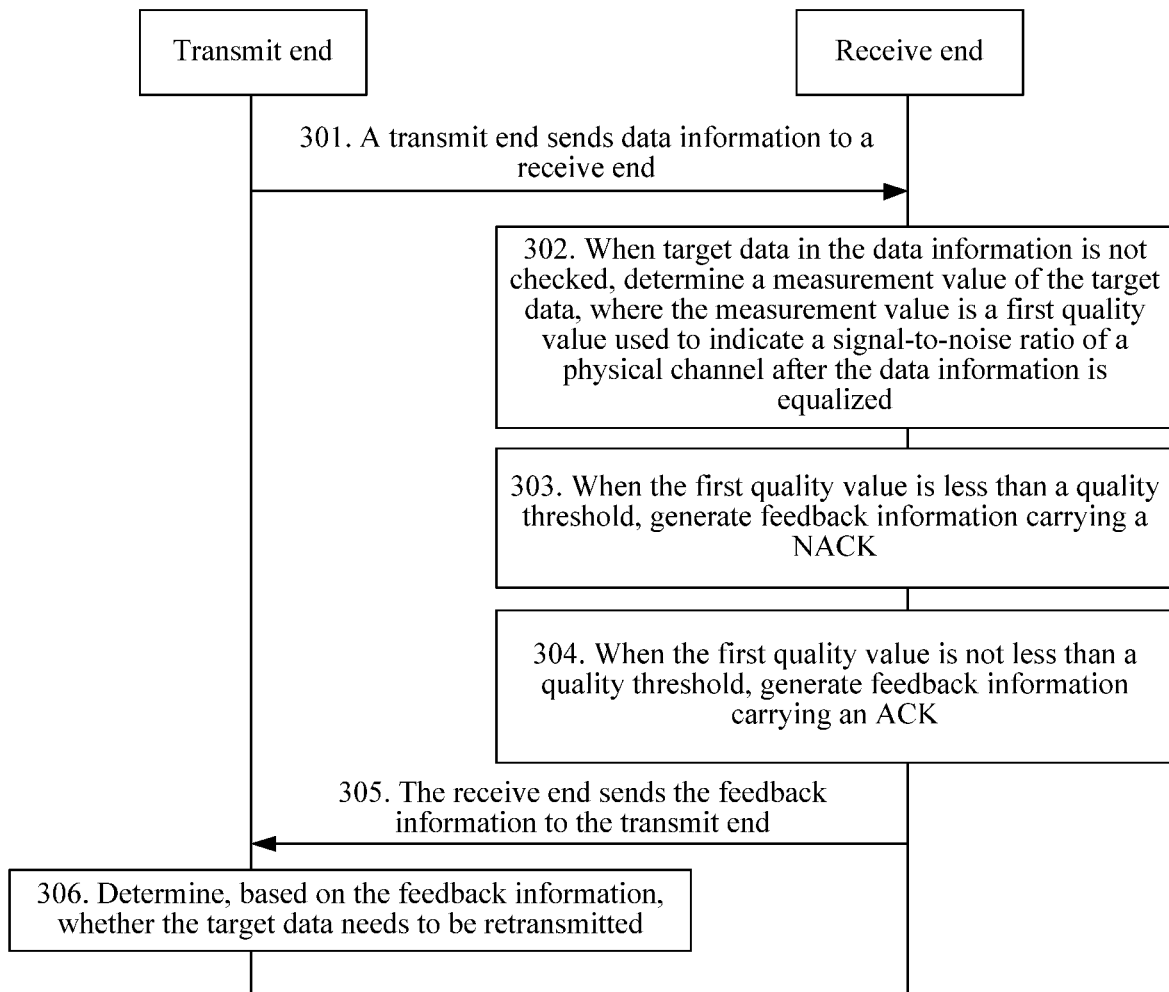 Transmit end
Receive end
301. A transmit end sends data information to a
receive end
302. When target data in the data information is not
checked, determine a measurement value of the target
data, where the measurement value is a first quality
value used to indicate a signal-to-noise ratio of a
physical channel after the data information is
equalized
303. When the first quality value is less than a quality
threshold, generate feedback information carrying a
NACK
304. When the first quality value is not less than a
quality threshold, generate feedback information
carrying an ACK
305. The receive end sends the feedback
information to the transmit end
306. Determine, based on the feedback information,
whether the target data needs to be retransmitted